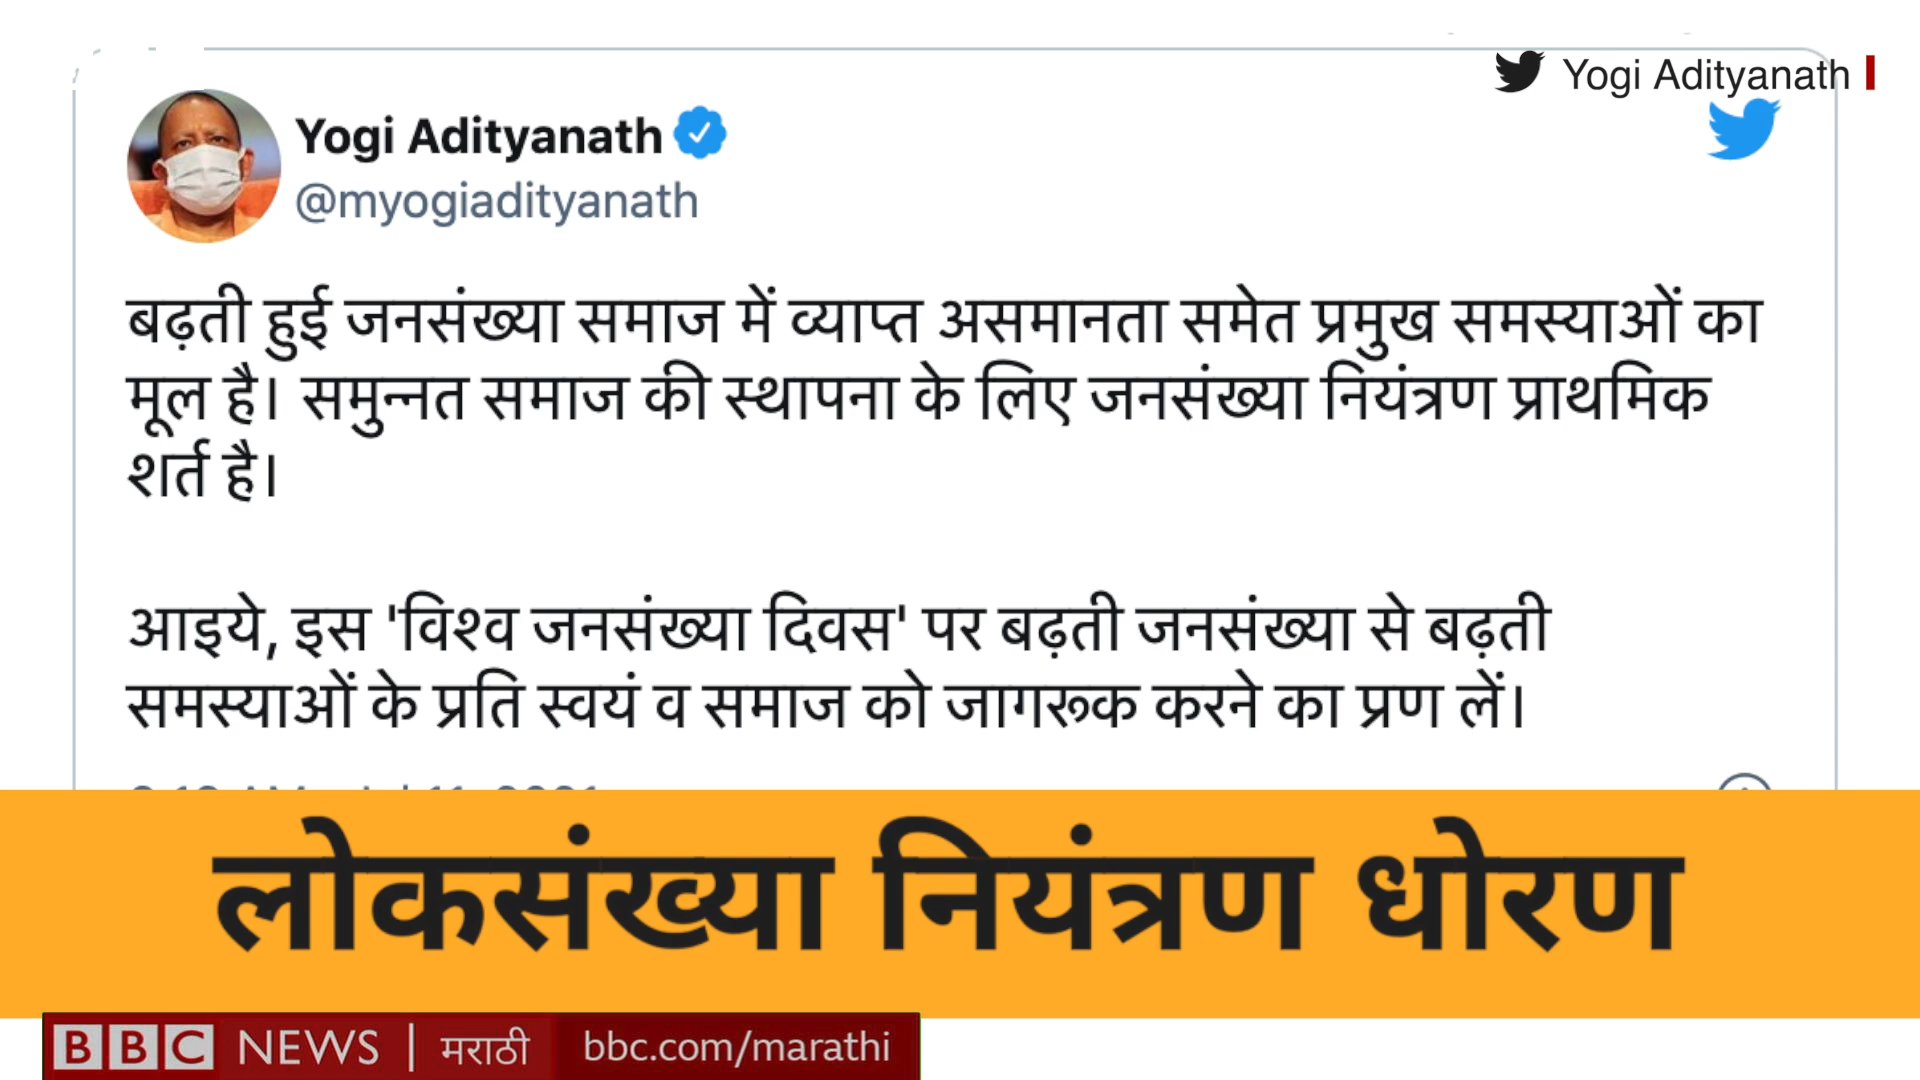 Yogi Adityanath
Yogi Adityanath
@myogiadityanath
बढ़ती हुई जनसंख्या समाज में व्याप्त असमानता समेत प्रमुख समस्याओं का
मूल है। समुन्नत समाज की स्थापना के लिए जनसंख्या नियंत्रण प्राथमिक
शर्त है।
आइये, इस 'विश्व जनसंख्या दिवस' पर बढ़ती जनसंख्या से बढ़ती
समस्याओं के प्रति स्वयं व समाज को जागरूक करने का प्रण लें।
लोकसंख्या नियंत्रण धोरण
BBC NEWS | मराठी bbc.com/marathi